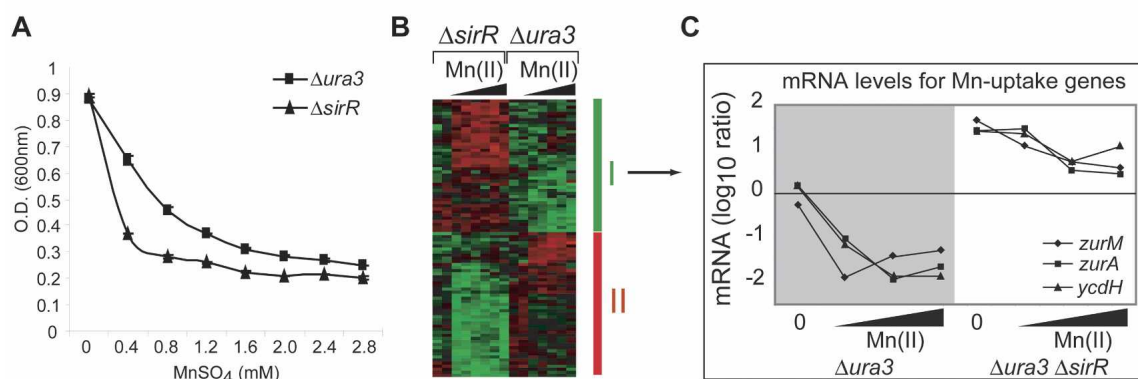 A
Δura3
ΔsirR
O.D. (600nm)
1
0.9
0.8
0.7
0.6
0.5
0.4
0.3
0.2
0.1
0
0 0.4 0.8 1.2 1.6 2.0 2.4 2.8
MnSO4 (mM)
B
ΔsirR Δura3
Mn(II) Mn(II)
I
II
C
mRNA levels for Mn-uptake genes
mRNA (log10 ratio)
2
1
0
-1
-2
zurM
zurA
ycdH
0 Mn(II) 0 Mn(II)
Δura3 Δura3 ΔsirR